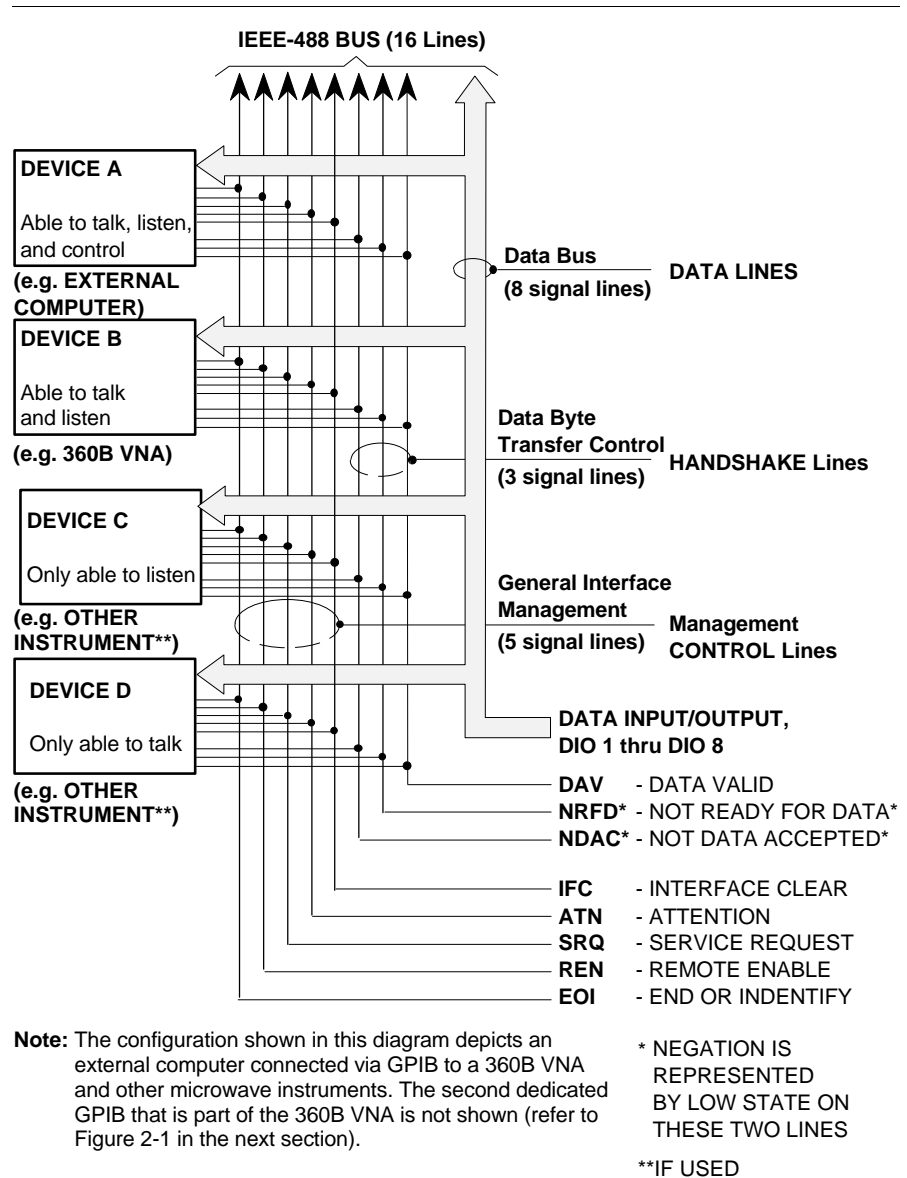 IEEE-488 BUS (16 Lines)
DEVICE A
Able to talk, listen,
and control
(e.g. EXTERNAL
COMPUTER)
Data Bus
(8 signal lines)
DATA LINES
DEVICE B
Able to talk
and listen
(e.g. 360B VNA)
Data Byte
Transfer Control
(3 signal lines)
HANDSHAKE Lines
DEVICE C
Only able to listen
(e.g. OTHER
INSTRUMENT**)
General Interface
Management
(5 signal lines)
Management
CONTROL Lines
DEVICE D
Only able to talk
(e.g. OTHER
INSTRUMENT**)
DATA INPUT/OUTPUT,
DIO 1 thru DIO 8
DAV - DATA VALID
NRFD* - NOT READY FOR DATA*
NDAC* - NOT DATA ACCEPTED*
IFC - INTERFACE CLEAR
ATN - ATTENTION
SRQ - SERVICE REQUEST
REN - REMOTE ENABLE
EOI - END OR INDENTIFY
Note: The configuration shown in this diagram depicts an
external computer connected via GPIB to a 360B VNA
and other microwave instruments. The second dedicated
GPIB that is part of the 360B VNA is not shown (refer to
Figure 2-1 in the next section).
* NEGATION IS
REPRESENTED
BY LOW STATE ON
THESE TWO LINES
**IF USED